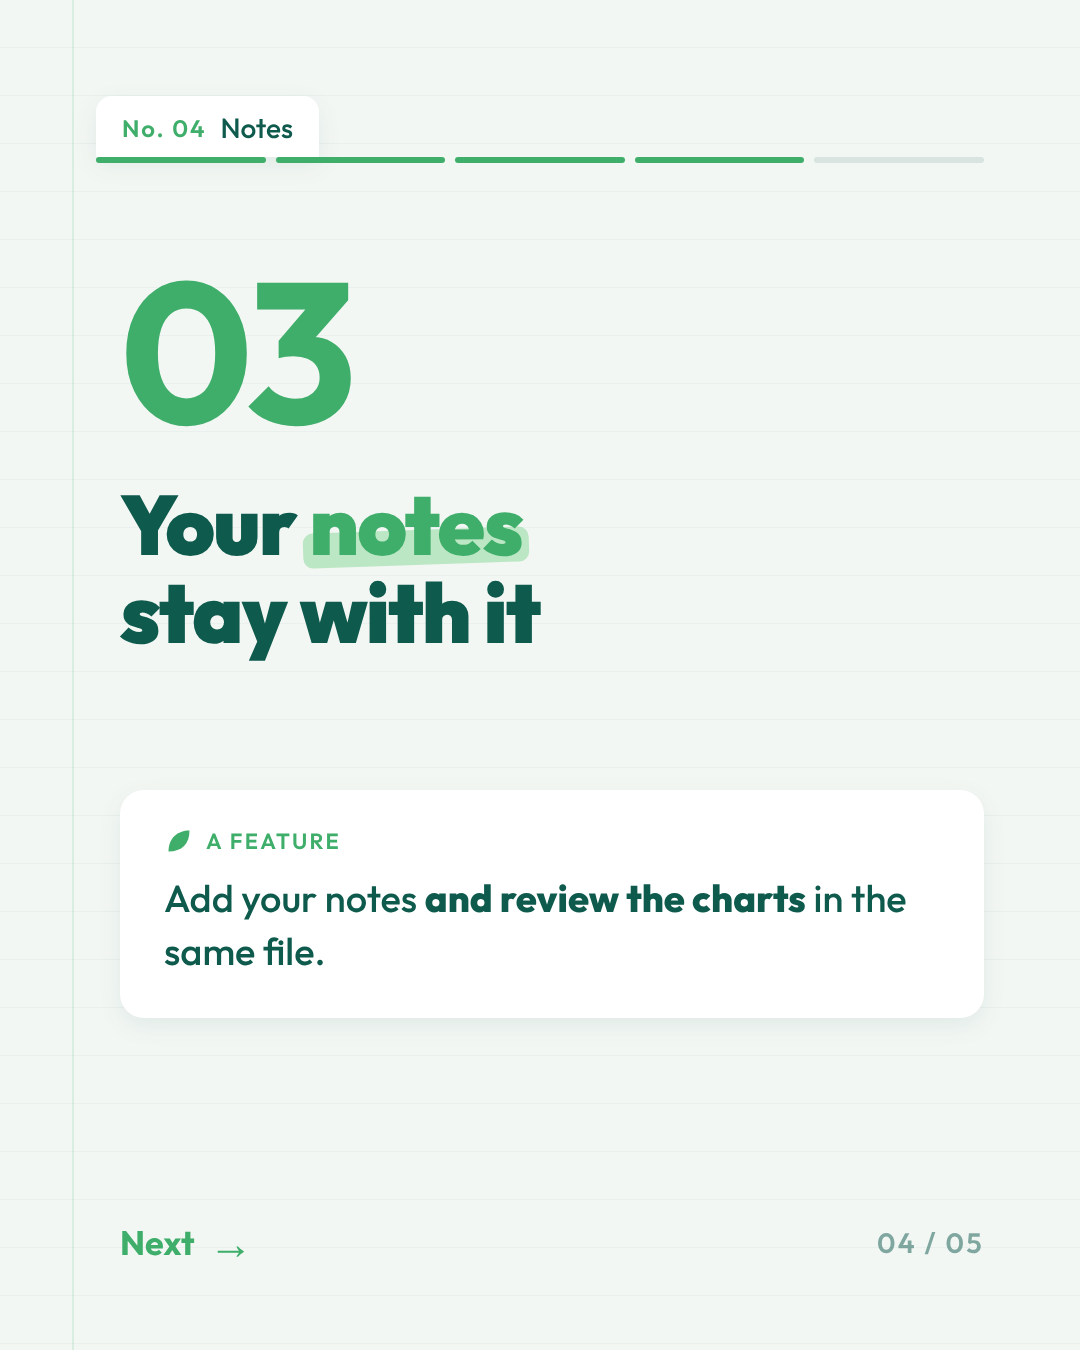 No. 04 Notes
03
Your notes
stay with it
A FEATURE
Add your notes and review the charts in the
same file.
Next →
04 / 05